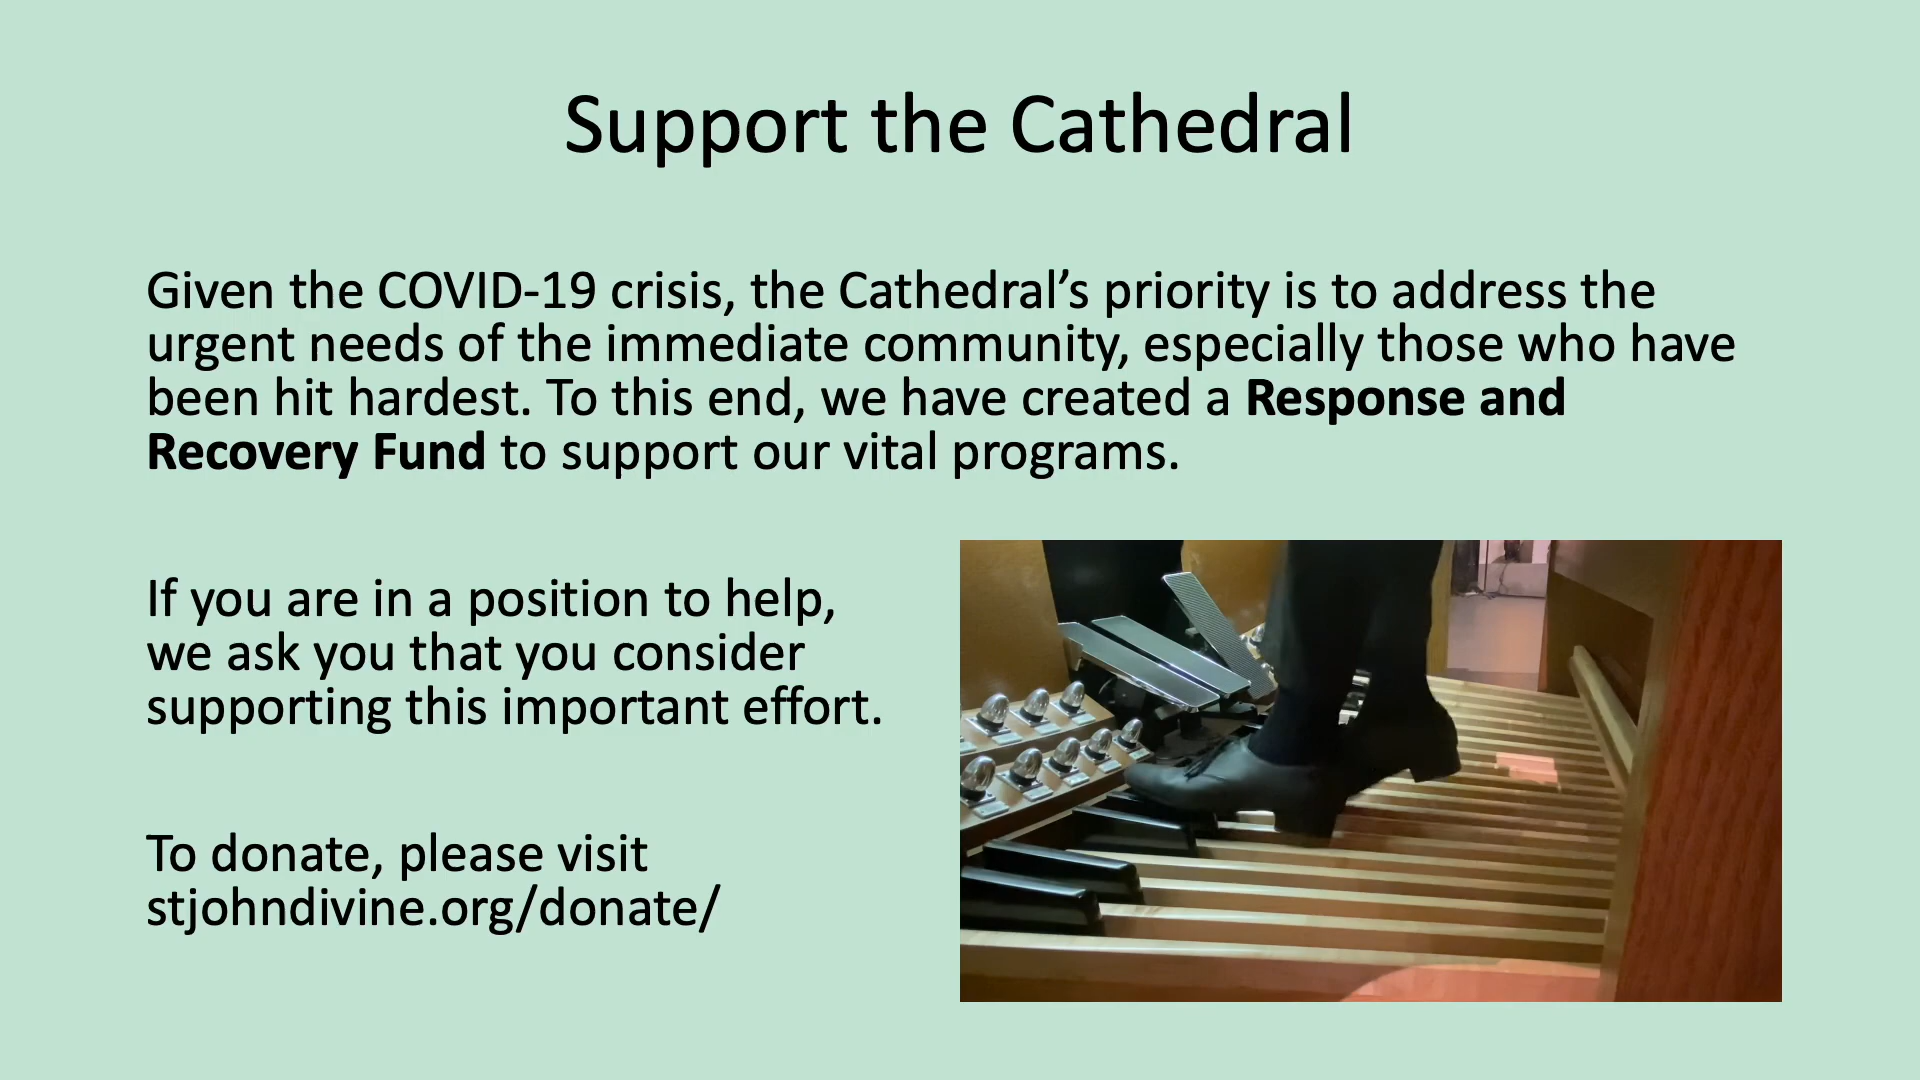 Support the Cathedral
Given the COVID-19 crisis, the Cathedral’s priority is to address the
urgent needs of the immediate community, especially those who have
been hit hardest. To this end, we have created a Response and
Recovery Fund to support our vital programs.
If you are in a position to help,
we ask you that you consider
supporting this important effort.
To donate, please visit
stjohndivine.org/donate/